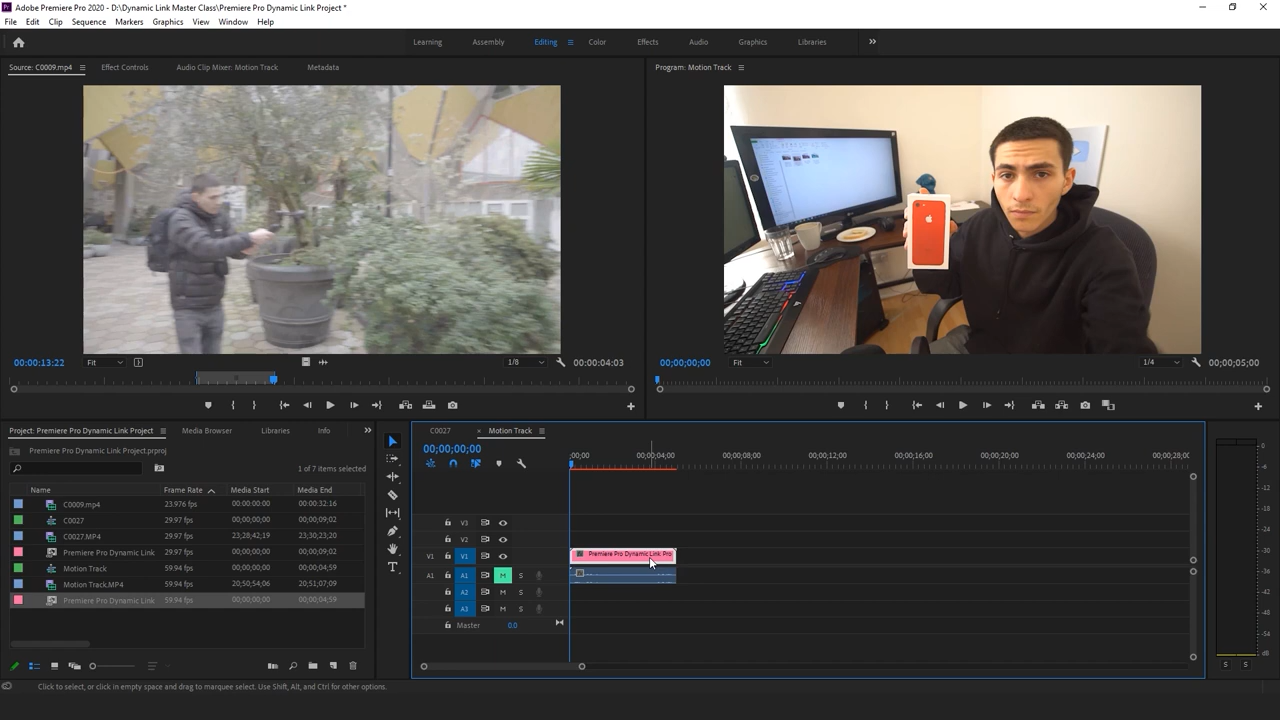 Adobe Premiere Pro 2020 - D:\Dynamic Link Master Class\Premiere Pro Dynamic Link Project *
File Edit Clip Sequence Markers Graphics View Window Help
Learning Assembly Editing Color Effects Audio Graphics Libraries
Source: C0009.mp4 Effect Controls Audio Clip Mixer: Motion Track Metadata
Program: Motion Track
00:00:13:22 Fit 1/8 00:00:04:03
00;00;00;00 Fit 1/4 00;00;05;00
Project: Premiere Pro Dynamic Link Project Media Browser Libraries Info
Premiere Pro Dynamic Link Project.prproj
1 of 7 items selected
Name Frame Rate Media Start Media End
C0009.mp4 23.976 fps 00:00:00:00 00:00:32:16
C0027 29.97 fps 00;00;00;00 00;00;09;02
C0027.MP4 29.97 fps 23;28;42;19 23;30;23;20
Premiere Pro Dynamic Link 29.97 fps 00;00;00;00 00;00;09;02
Motion Track 59.94 fps 00;00;00;00 00;00;04;59
Motion Track.MP4 59.94 fps 20;50;54;06 20;51;07;09
Premiere Pro Dynamic Link 59.94 fps 00;00;00;00 00;00;04;59
C0027 × Motion Track
00;00;00;00
;00;00 00;00;04;00 00;00;08;00 00;00;12;00 00;00;16;00 00;00;20;00 00;00;24;00 00;00;28;00
V3
V2
V1 V1 Premiere Pro Dynamic Link Pro
A1 A1 M S
A2 M S
A3 M S
Master 0.0
0
-6
-12
-18
-24
-30
-36
-42
-48
-54
dB
S S
Click to select, or click in empty space and drag to marquee select. Use Shift, Alt, and Ctrl for other options.